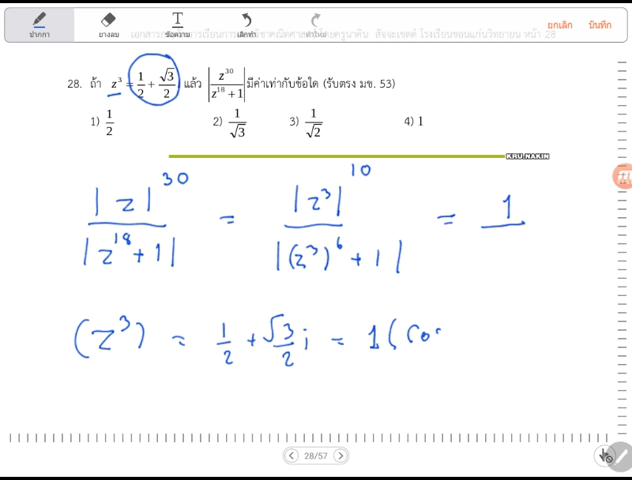 ปากกา ยางลบ ข้อความ เลิกทำ ทำใหม่ ยกเลิก บันทึก
28. ถ้า z³ = 1/2 + √3/2 i แล้ว |z³⁰/(z¹⁸ + 1)| มีค่าเท่ากับข้อใด (รับตรง มข. 53)
1) 1/2 2) 1/√3 3) 1/√2 4) 1
KRU.NAKIN
|z|³⁰/|z¹⁸ + 1| = |z³|¹⁰/|(z³)⁶ + 1| = 1
(z³) = 1/2 + √3/2 i = 1(cos
28/57